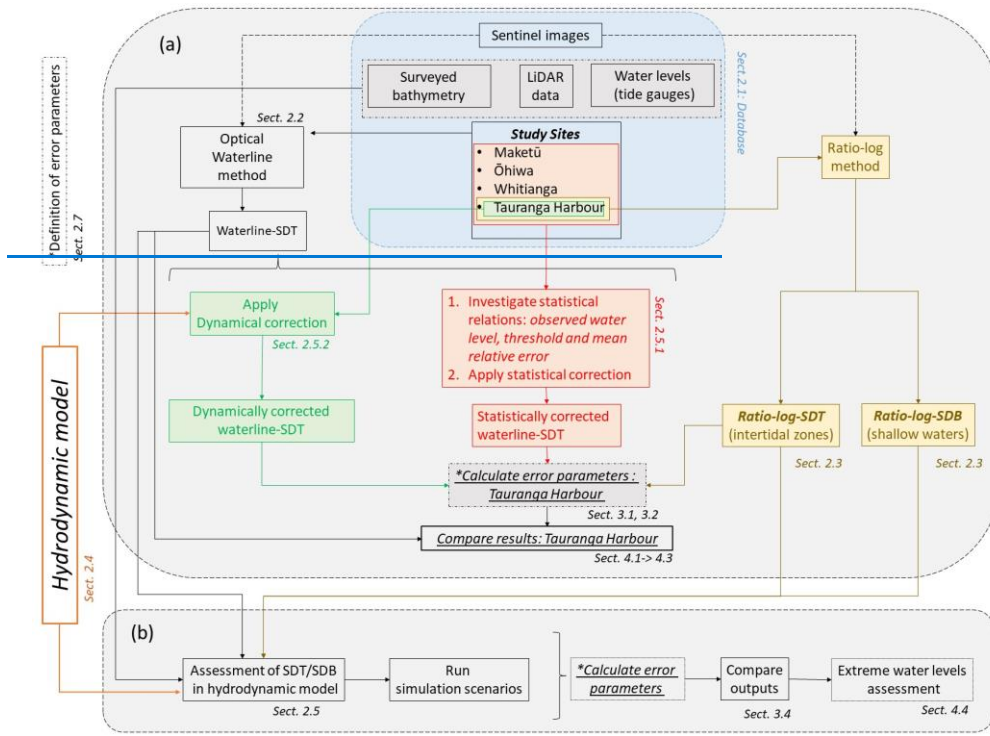 (a)
Sentinel images
*Definition of error parameters
Sect. 2.7
Surveyed
bathymetry
LiDAR
data
Water levels
(tide gauges)
Sect.2.1: Database
Sect. 2.2
Optical
Waterline
method
Study Sites
• Maketū
• Ōhiwa
• Whitianga
• Tauranga Harbour
Ratio-log
method
Waterline-SDT
Apply
Dynamical correction
Sect. 2.5.2
1. Investigate statistical
relations: observed water
level, threshold and mean
relative error
2. Apply statistical correction
Sect. 2.5.1
Hydrodynamic model
Sect. 2.4
Dynamically corrected
waterline-SDT
Statistically corrected
waterline-SDT
Ratio-log-SDT
(intertidal zones)
Sect. 2.3
Ratio-log-SDB
(shallow waters)
Sect. 2.3
*Calculate error parameters :
Tauranga Harbour
Sect. 3.1, 3.2
Compare results: Tauranga Harbour
Sect. 4.1-> 4.3
(b)
Assessment of SDT/SDB
in hydrodynamic model
Sect. 2.5
Run
simulation scenarios
*Calculate error
parameters
Compare
outputs
Sect. 3.4
Extreme water levels
assessment
Sect. 4.4